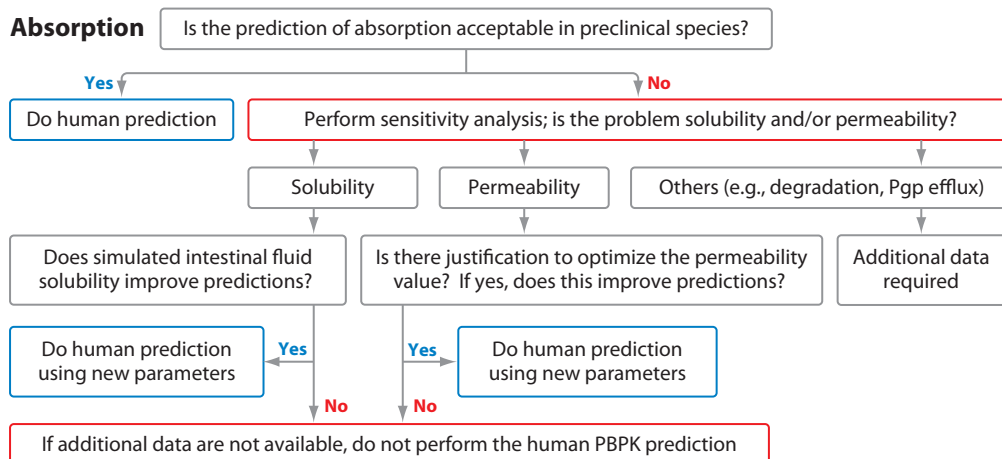 Absorption
Is the prediction of absorption acceptable in preclinical species?
Yes
No
Do human prediction
Perform sensitivity analysis; is the problem solubility and/or permeability?
Solubility
Permeability
Others (e.g., degradation, Pgp efflux)
Does simulated intestinal fluid
solubility improve predictions?
Is there justification to optimize the permeability
value? If yes, does this improve predictions?
Additional data
required
Do human prediction
using new parameters
Yes
Yes
Do human prediction
using new parameters
No
No
If additional data are not available, do not perform the human PBPK prediction